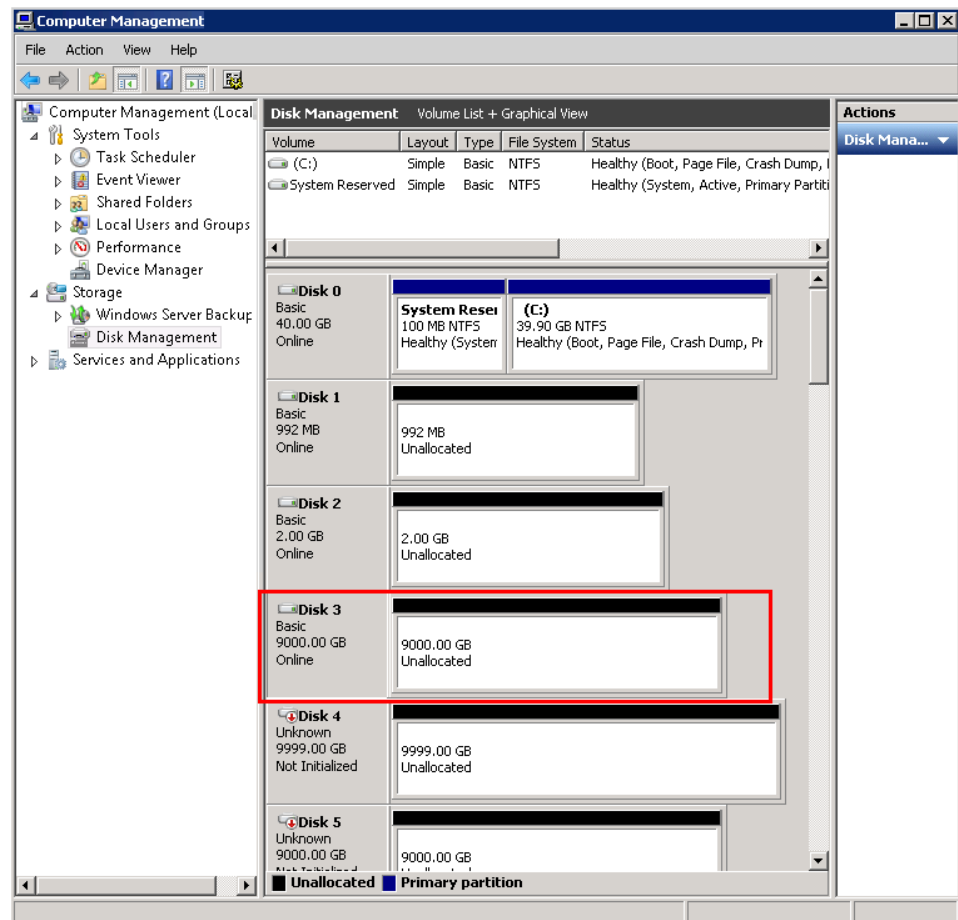 Computer Management
File Action View Help
Computer Management (Local
System Tools
Task Scheduler
Event Viewer
Shared Folders
Local Users and Groups
Performance
Device Manager
Storage
Windows Server Backup
Disk Management
Services and Applications
Disk Management Volume List + Graphical View
Volume Layout Type File System Status
(C:) Simple Basic NTFS Healthy (Boot, Page File, Crash Dump,
System Reserved Simple Basic NTFS Healthy (System, Active, Primary Partiti
Disk 0
Basic
40.00 GB
Online
System Reser
100 MB NTFS
Healthy (System
(C:)
39.90 GB NTFS
Healthy (Boot, Page File, Crash Dump, Pr
Disk 1
Basic
992 MB
Online
992 MB
Unallocated
Disk 2
Basic
2.00 GB
Online
2.00 GB
Unallocated
Disk 3
Basic
9000.00 GB
Online
9000.00 GB
Unallocated
Disk 4
Unknown
9999.00 GB
Not Initialized
9999.00 GB
Unallocated
Disk 5
Unknown
9000.00 GB
9000.00 GB
Unallocated Primary partition
Actions
Disk Mana...